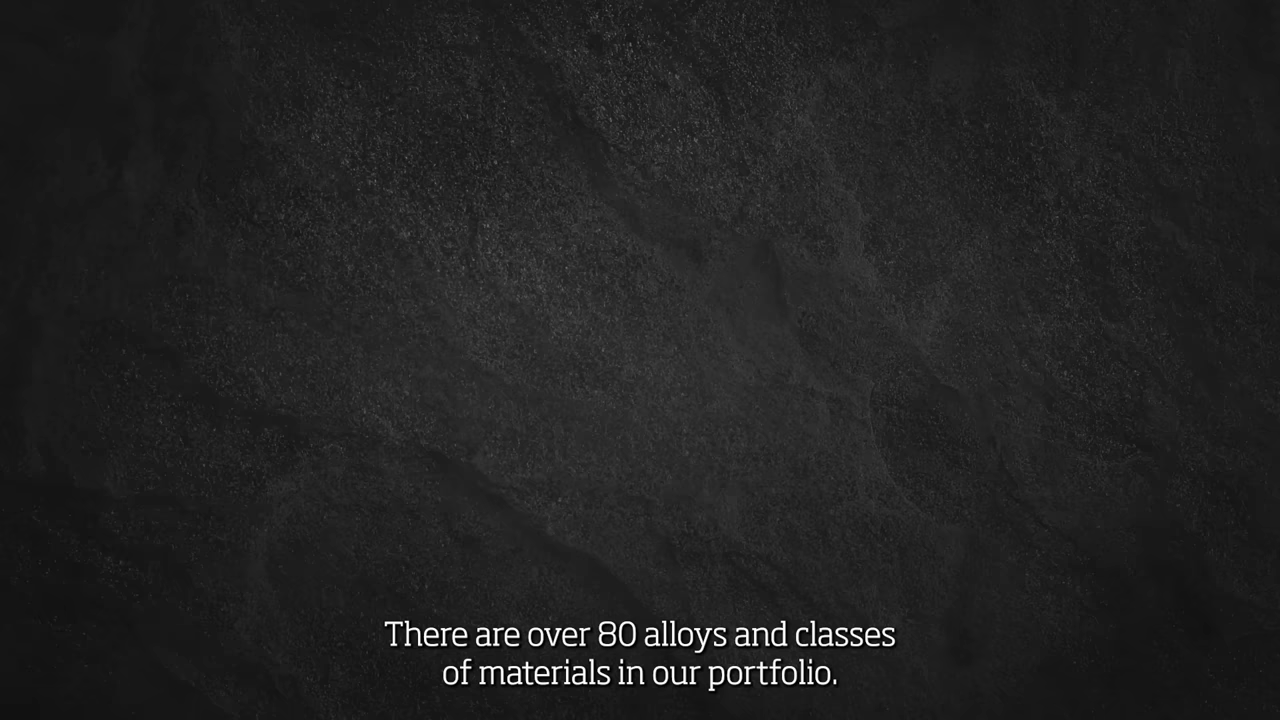 There are over 80 alloys and classes
of materials in our portfolio.